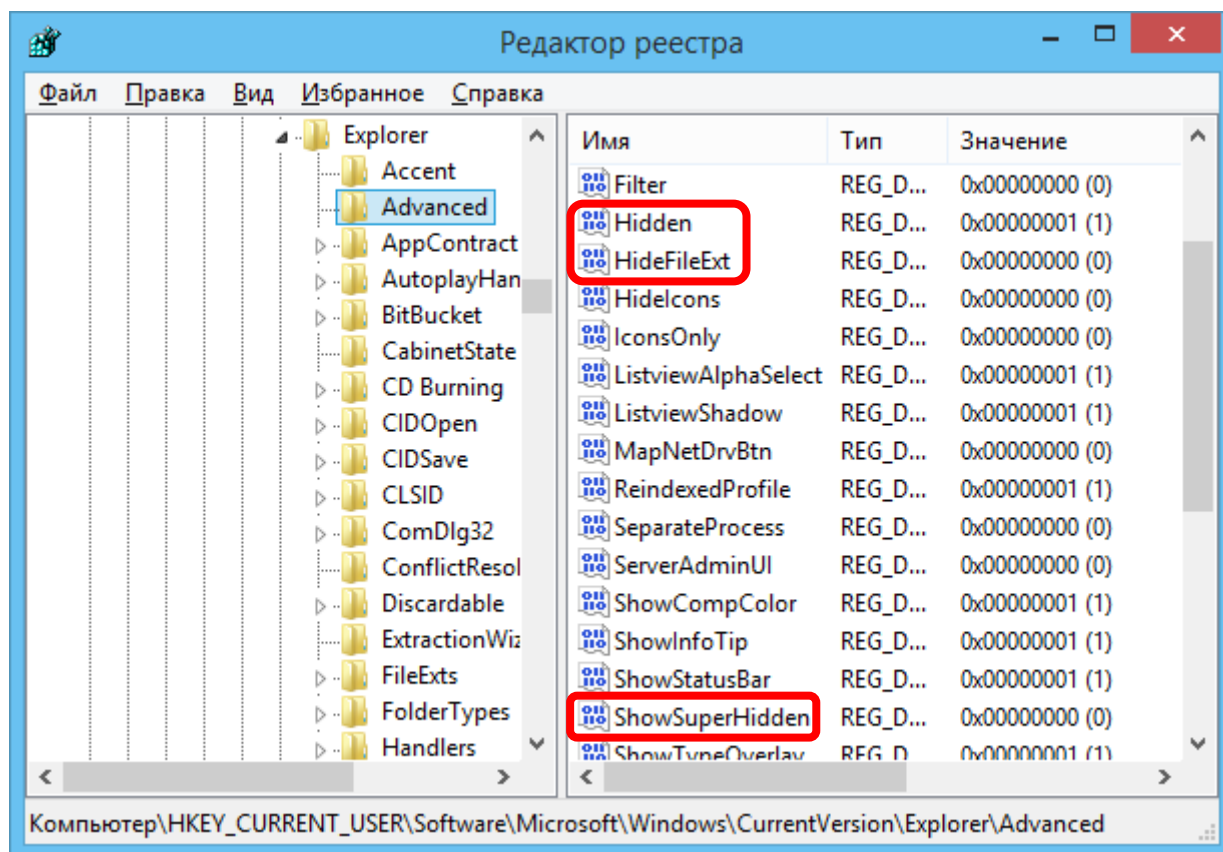 Редактор реестра
Файл Правка Вид Избранное Справка
Explorer
Accent
Advanced
AppContract
AutoplayHan
BitBucket
CabinetState
CD Burning
CIDOpen
CIDSave
CLSID
ComDlg32
ConflictResol
Discardable
ExtractionWiz
FileExts
FolderTypes
Handlers
Имя Тип Значение
Filter REG_D... 0x00000000 (0)
Hidden REG_D... 0x00000001 (1)
HideFileExt REG_D... 0x00000000 (0)
HideIcons REG_D... 0x00000000 (0)
IconsOnly REG_D... 0x00000000 (0)
ListviewAlphaSelect REG_D... 0x00000001 (1)
ListviewShadow REG_D... 0x00000001 (1)
MapNetDrvBtn REG_D... 0x00000000 (0)
ReindexedProfile REG_D... 0x00000001 (1)
SeparateProcess REG_D... 0x00000000 (0)
ServerAdminUI REG_D... 0x00000000 (0)
ShowCompColor REG_D... 0x00000001 (1)
ShowInfoTip REG_D... 0x00000001 (1)
ShowStatusBar REG_D... 0x00000001 (1)
ShowSuperHidden REG_D... 0x00000000 (0)
ShowTypeOverlay REG_D... 0x00000001 (1)
Компьютер\HKEY_CURRENT_USER\Software\Microsoft\Windows\CurrentVersion\Explorer\Advanced